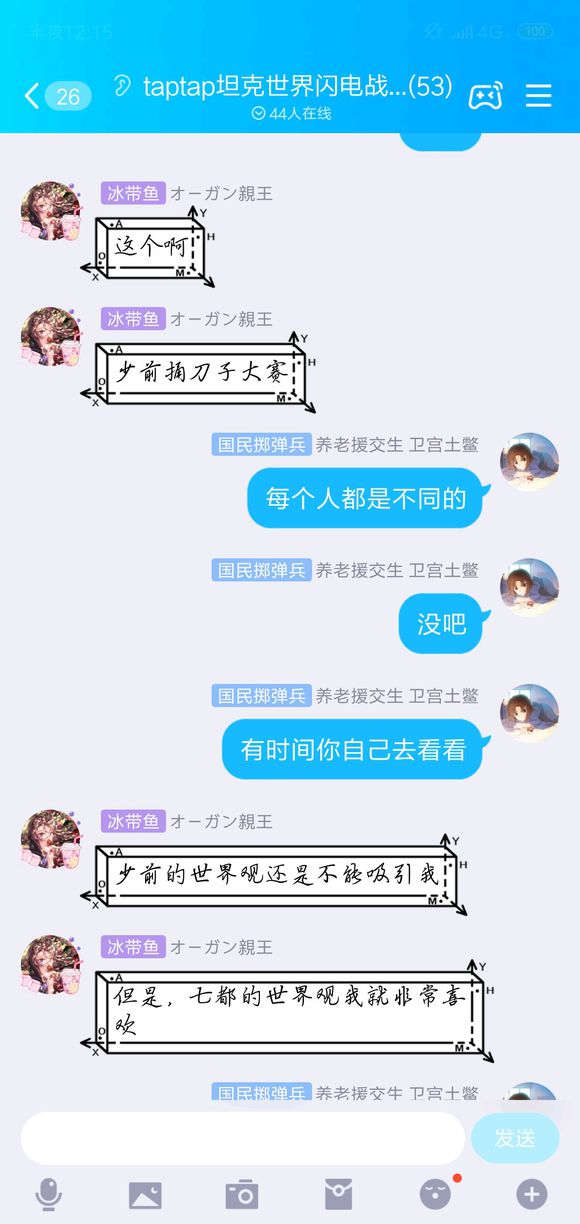 半夜12:15
4G
100
26
taptap坦克世界闪电战...(53)
44人在线
冰带鱼 オーガン親王
A
Y
H
O
X
M
这个啊
冰带鱼 オーガン親王
A
Y
H
O
X
M
少前捅刀子大赛
国民掷弹兵 养老援交生 卫宫土鳖
每个人都是不同的
国民掷弹兵 养老援交生 卫宫土鳖
没吧
国民掷弹兵 养老援交生 卫宫土鳖
有时间你自己去看看
冰带鱼 オーガン親王
A
Y
H
O
X
M
少前的世界观还是不能吸引我
冰带鱼 オーガン親王
A
Y
H
O
X
M
但是，七都的世界观我就非常喜
欢
国民掷弹兵 养老援交生 卫宫土鳖
发送